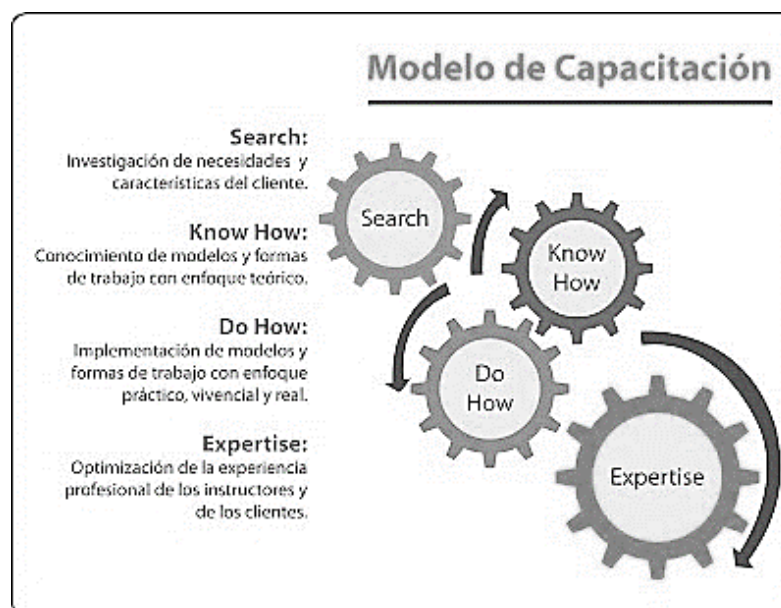 Modelo de Capacitación
Search:
Investigación de necesidades y
características del cliente.
Know How:
Conocimiento de modelos y formas
de trabajo con enfoque teórico.
Do How:
Implementación de modelos y
formas de trabajo con enfoque
práctico, vivencial y real.
Expertise:
Optimización de la experiencia
profesional de los instructores y
de los clientes.
Search
Know
How
Do
How
Expertise